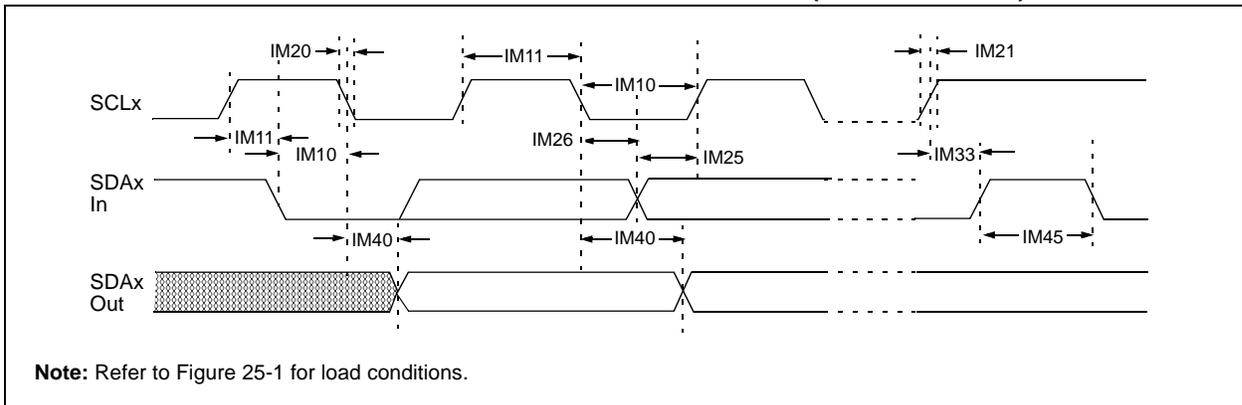 IM20
IM11
IM21
IM10
SCLx
IM11
IM26
IM10
IM25
IM33
SDAx
In
IM40
IM40
IM45
SDAx
Out
Note: Refer to Figure 25-1 for load conditions.